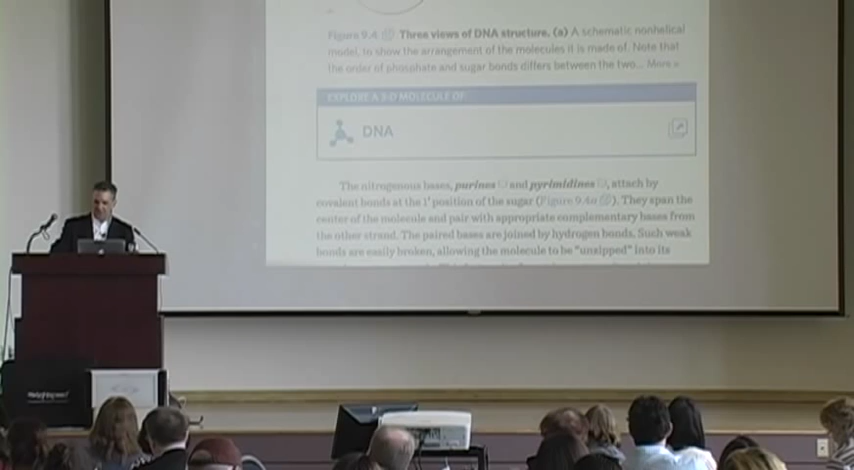 Figure 9.4 Three views of DNA structure. (a) A schematic nonhelical
model, to show the arrangement of the molecules it is made of. Note that
the order of phosphate and sugar bonds differs between the two... More »
EXPLORE A 3-D MOLECULE OF:
DNA
The nitrogenous bases, purines and pyrimidines, attach by
covalent bonds at the 1' position of the sugar (Figure 9.4a). They span the
center of the molecule and pair with appropriate complementary bases from
the other strand. The paired bases are joined by hydrogen bonds. Such weak
bonds are easily broken, allowing the molecule to be "unzipped" into its